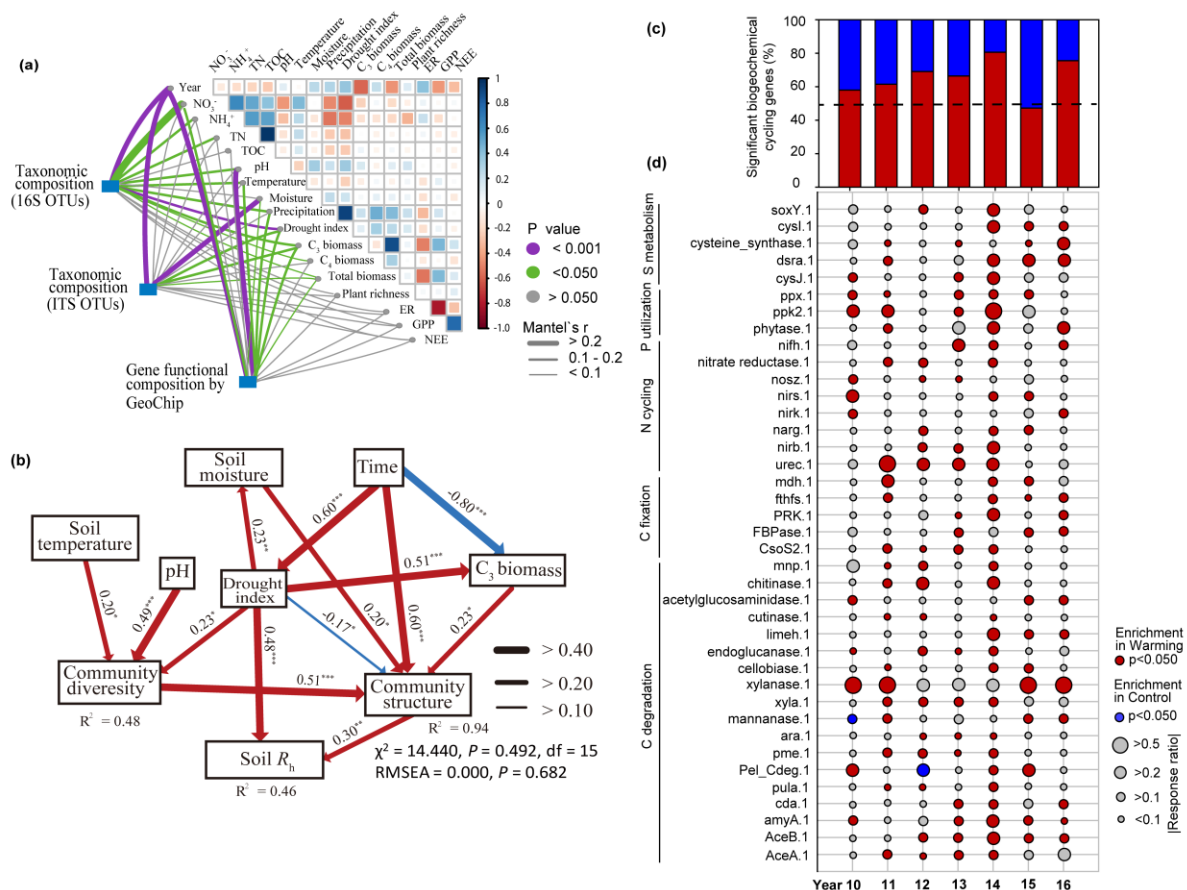 (a)
NO3-
NH4+
TN
TOC
pH
Temperature
Moisture
Precipitation
Drought index
C3 biomass
C4 biomass
Total biomass
Plant richness
ER
GPP
NEE
Year
NO3-
NH4+
TN
TOC
pH
Temperature
Moisture
Precipitation
Drought index
C3 biomass
C4 biomass
Total biomass
Plant richness
ER
GPP
NEE
Taxonomic
composition
(16S OTUs)
Taxonomic
composition
(ITS OTUs)
Gene functional
composition by
GeoChip
1
0.8
0.6
0.4
0.2
0
-0.2
-0.4
-0.6
-0.8
-1.0
P value
< 0.001
<0.050
> 0.050
Mantel`s r
> 0.2
0.1 - 0.2
< 0.1
(b)
Soil
moisture
Time
Soil
temperature
pH
Drought
index
C3 biomass
Community
diveresity
Community
structure
Soil Rh
0.60***
-0.80***
0.23**
0.51***
0.20*
0.49***
0.23*
0.48***
-0.17*
0.20*
0.60***
0.23*
0.51***
0.30**
R2 = 0.48
R2 = 0.94
R2 = 0.46
> 0.40
> 0.20
> 0.10
χ2 = 14.440, P = 0.492, df = 15
RMSEA = 0.000, P = 0.682
(c)
Significant biogeochemical
cycling genes (%)
100
80
60
40
20
0
(d)
S metabolism
P utilization
N cycling
C fixation
C degradation
soxY.1
cysI.1
cysteine_synthase.1
dsra.1
cysJ.1
ppx.1
ppk2.1
phytase.1
nifh.1
nitrate reductase.1
nosz.1
nirs.1
nirk.1
narg.1
nirb.1
urec.1
mdh.1
fthfs.1
PRK.1
FBPase.1
CsoS2.1
mnp.1
chitinase.1
acetylglucosaminidase.1
cutinase.1
limeh.1
endoglucanase.1
cellobiase.1
xylanase.1
xyla.1
mannanase.1
ara.1
pme.1
Pel_Cdeg.1
pula.1
cda.1
amyA.1
AceB.1
AceA.1
Year 10 11 12 13 14 15 16
Enrichment
in Warming
p<0.050
Enrichment
in Control
p<0.050
>0.5
>0.2
>0.1
<0.1
|Response ratio|